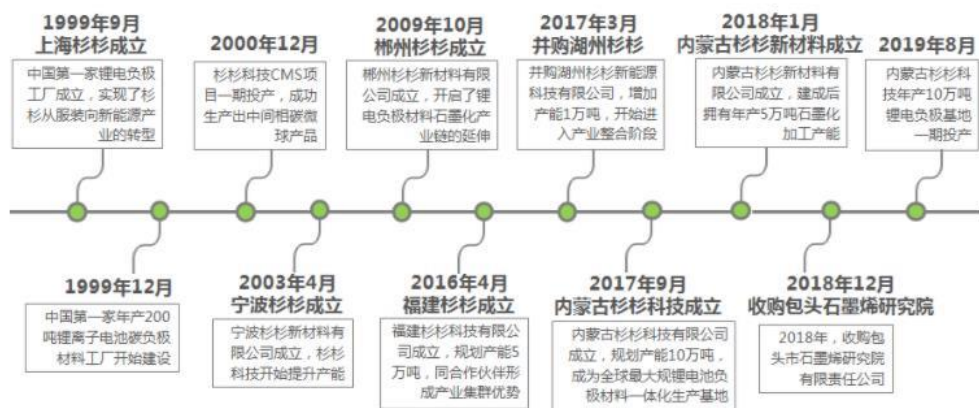 1999年9月
上海杉杉成立
中国第一家锂电负极
工厂成立，实现了杉
杉从服装向新能源产
业的转型
1999年12月
中国第一家年产200
吨锂离子电池碳负极
材料工厂开始建设
2000年12月
杉杉科技CMS项
目一期投产，成功
生产出中间相碳微
球产品
2003年4月
宁波杉杉成立
宁波杉杉新材料有
限公司成立，杉杉
科技开始提升产能
2009年10月
郴州杉杉成立
郴州杉杉新材料有限
公司成立，开启了锂
电负极材料石墨化产
业链的延伸
2016年4月
福建杉杉成立
福建杉杉科技有限公
司成立，规划产能5
万吨，同合作伙伴形
成产业集群优势
2017年3月
并购湖州杉杉
并购湖州杉杉新能源
科技有限公司，增加
产能1万吨，开始进
入产业整合阶段
2017年9月
内蒙古杉杉科技成立
内蒙古杉杉科技有限公司
成立，规划产能10万吨，
成为全球最大规锂电池负
极材料一体化生产基地
2018年1月
内蒙古杉杉新材料成立
内蒙古杉杉新材料有
限公司成立，建成后
拥有年产5万吨石墨化
加工产能
2018年12月
收购包头石墨烯研究院
2018年，收购包
头市石墨烯研究院
有限责任公司
2019年8月
内蒙古杉杉科
技年产10万吨
锂电负极基地
一期投产